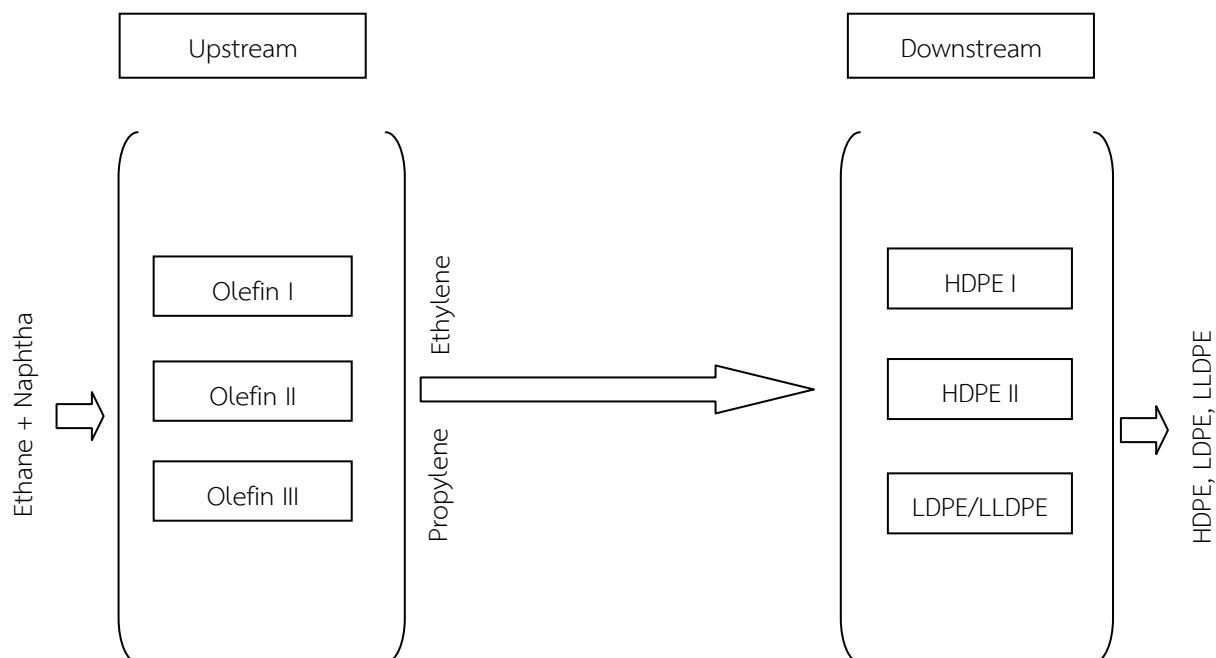 Upstream
Downstream
Ethane + Naphtha
Olefin I
Olefin II
Olefin III
Ethylene
Propylene
HDPE I
HDPE II
LDPE/LLDPE
HDPE, LDPE, LLDPE